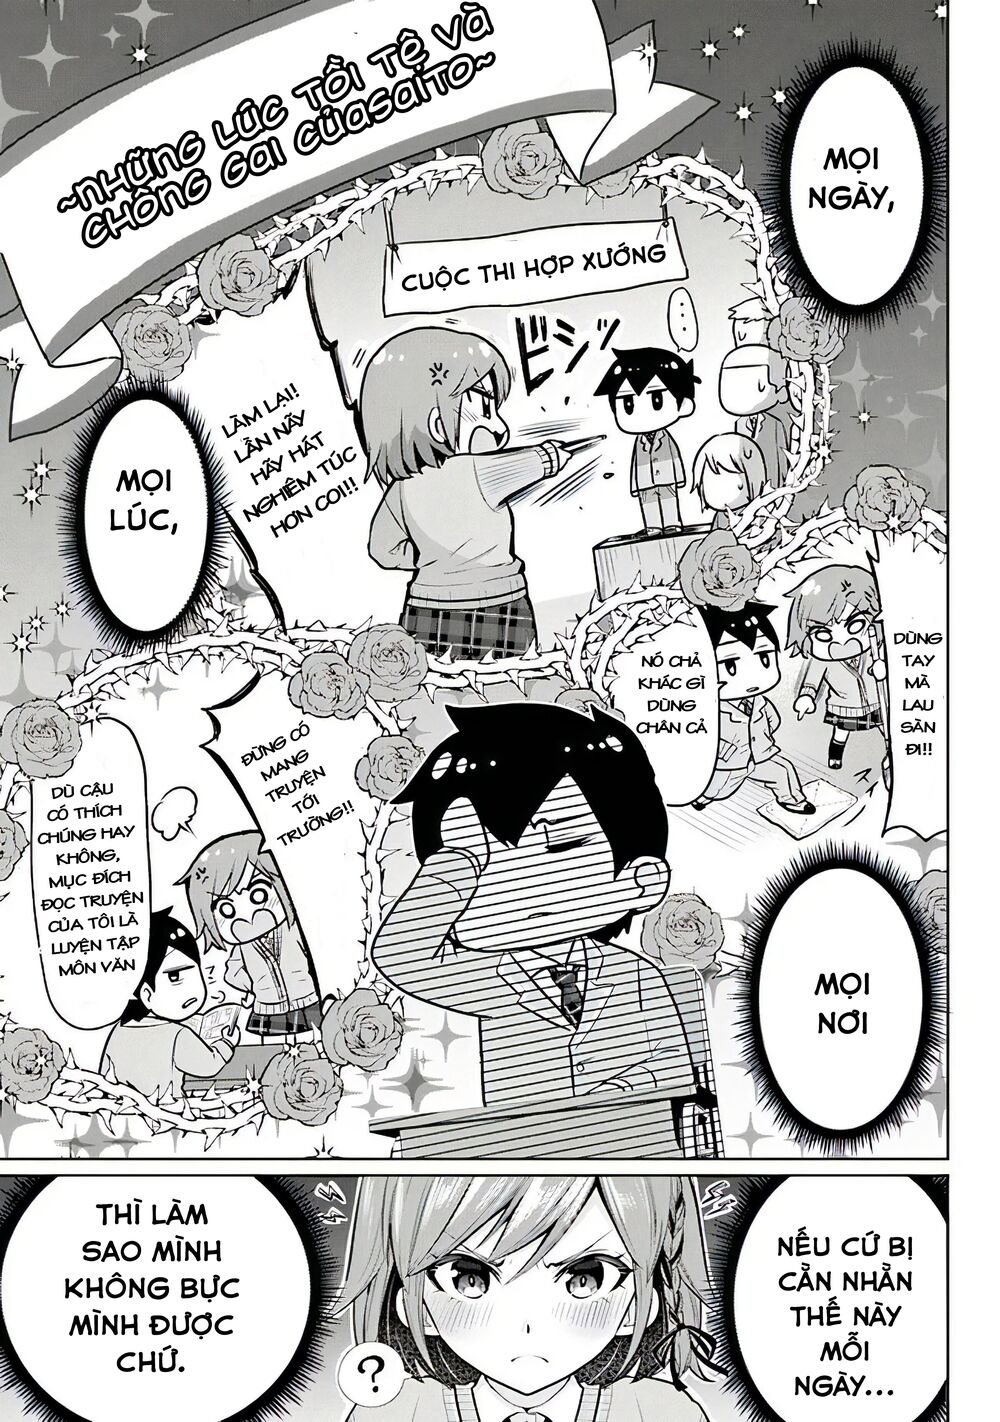 ~NHỮNG LÚC TỒI TỆ VÀ
CHÔNG GAI CỦASAITO~
MỌI
NGÀY,
CUỘC THI HỢP XƯỚNG
...
LÀM LẠI!!
LẦN NÃY
HÃY HÁT
NGHIÊM TÚC
HƠN COI!!
ドビシッ
MỌI
LÚC,
DÙNG
TAY
MÀ
LAU
SÀN
ĐI!!
NÓ CHẢ
KHÁC GÌ
DÙNG
CHÂN CẢ
ĐỪNG CÓ
MANG
TRUYỆN
TỚI
TRƯỜNG!!
DÙ CẬU
CÓ THÍCH
CHÚNG HAY
KHÔNG,
MỤC ĐÍCH
ĐỌC TRUYỆN
CỦA TÔI LÀ
LUYỆN TẬP
MÔN VĂN
?
MỌI
NƠI
NẾU CỨ BỊ
CẰN NHẰN
THẾ NÀY
MỖI
NGÀY...
THÌ LÀM
SAO MÌNH
KHÔNG BỰC
MÌNH ĐƯỢC
CHỨ.
?